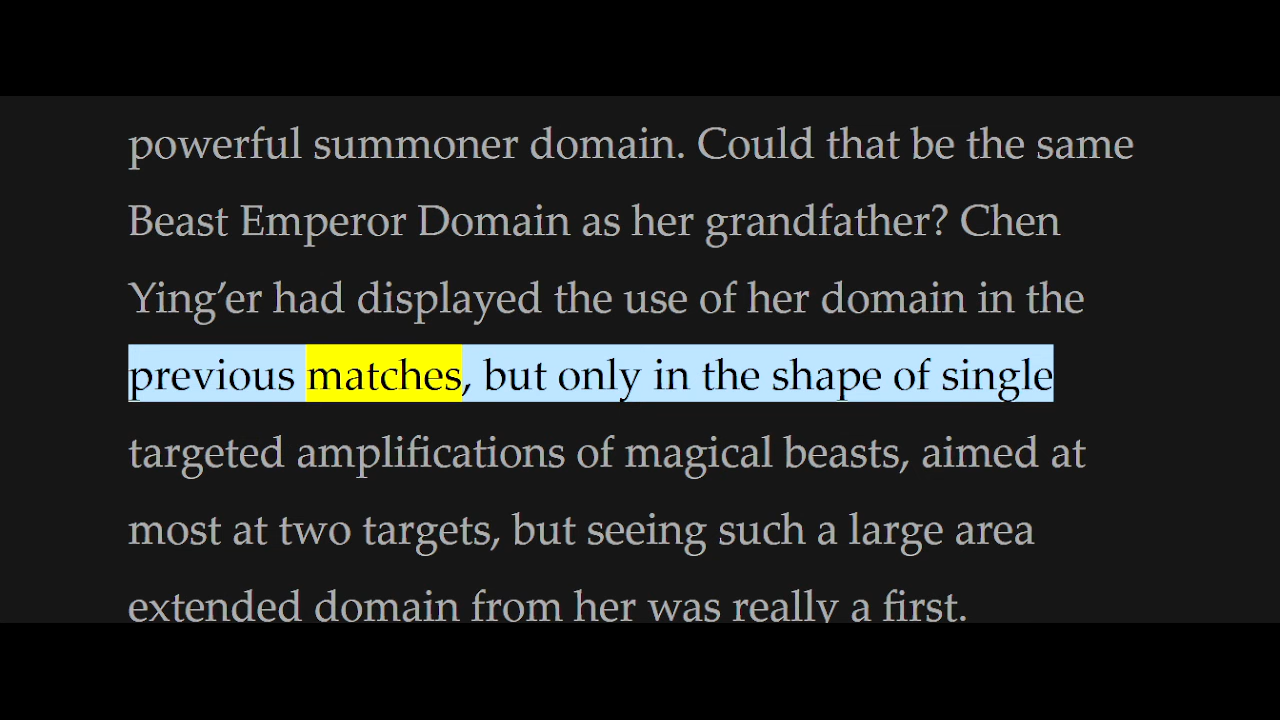 powerful summoner domain. Could that be the same
Beast Emperor Domain as her grandfather? Chen
Ying’er had displayed the use of her domain in the
previous matches, but only in the shape of single
targeted amplifications of magical beasts, aimed at
most at two targets, but seeing such a large area
extended domain from her was really a first.